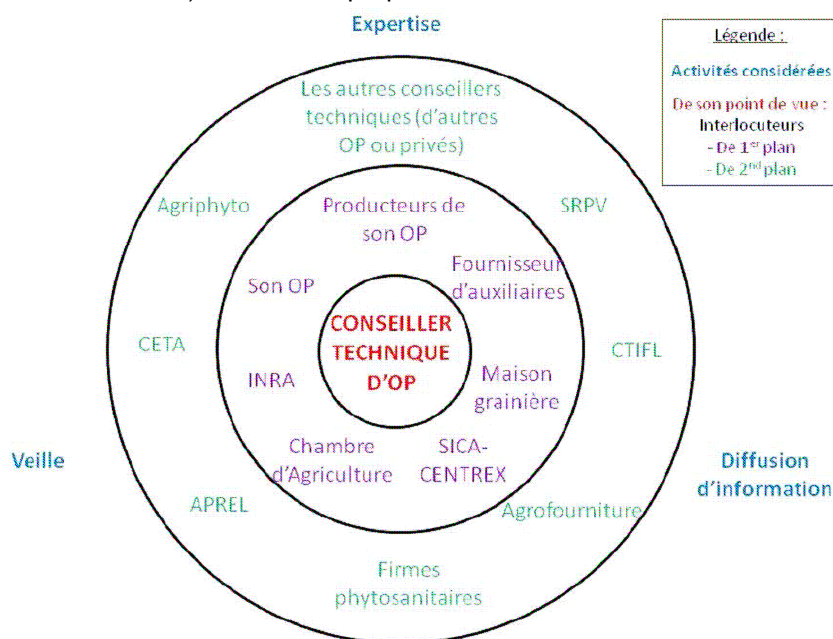 Expertise
Légende :
Activités considérées
De son point de vue :
Interlocuteurs
- De 1er plan
- De 2nd plan
Les autres conseillers
techniques (d'autres
OP ou privés)
Agriphyto
SRPV
Producteurs de
son OP
Fournisseur
d'auxiliaires
Son OP
CONSEILLER
TECHNIQUE
D'OP
CETA
CTIFL
INRA
Maison
grainière
Chambre
d'Agriculture
SICA-
CENTREX
Veille
Diffusion
d'information
APREL
Agrofourniture
Firmes
phytosanitaires